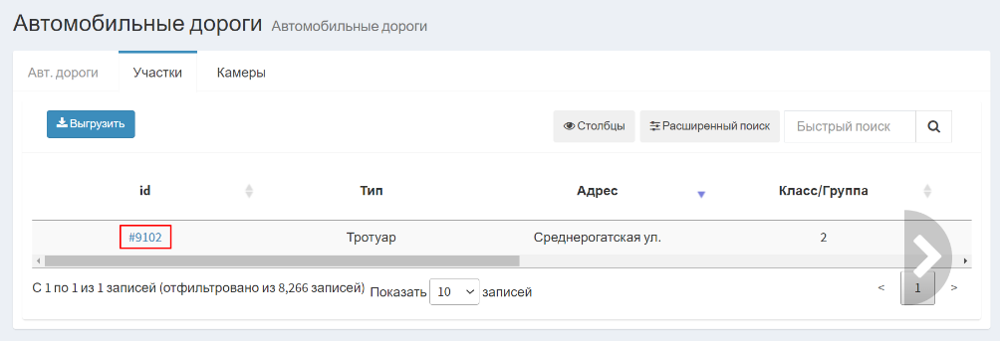 Автомобильные дороги Автомобильные дороги
Авт. дороги Участки Камеры
Выгрузить Столбцы Расширенный поиск Быстрый поиск
id Тип Адрес Класс/Группа
#9102 Тротуар Среднерогатская ул. 2
С 1 по 1 из 1 записей (отфильтровано из 8,266 записей) Показать 10 записей < 1 >